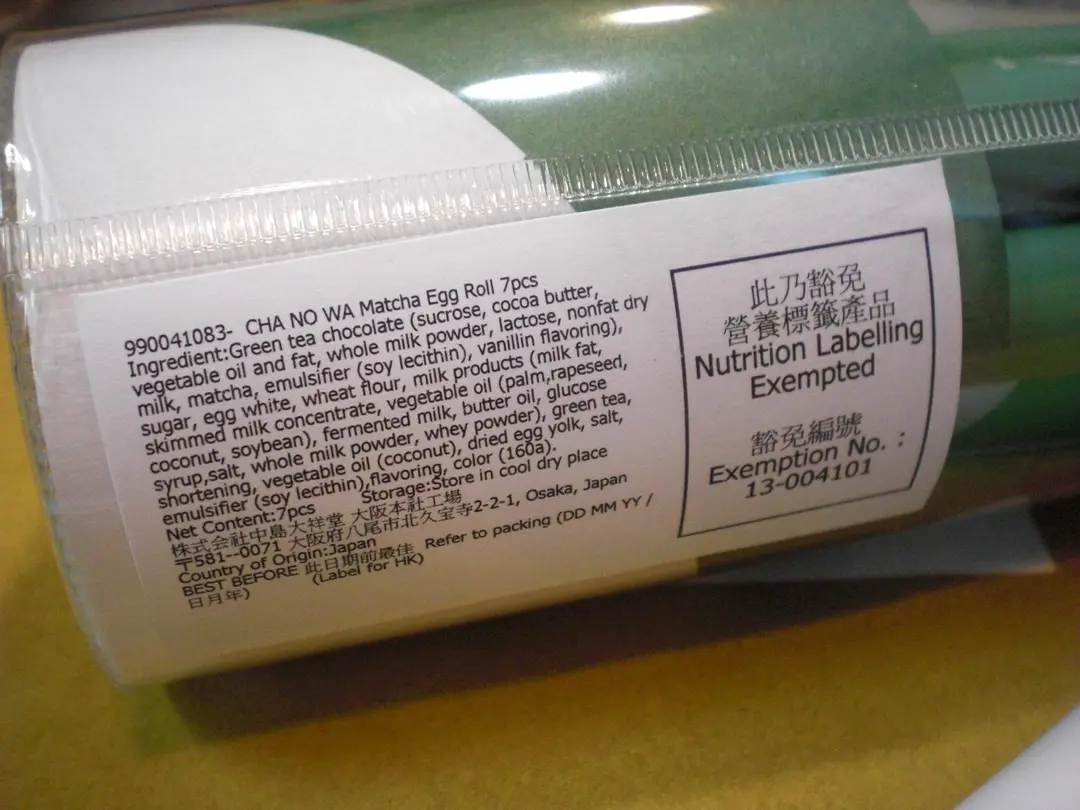 990041083- CHA NO WA Matcha Egg Roll 7pcs
Ingredient:Green tea chocolate (sucrose, cocoa butter,
vegetable oil and fat, whole milk powder, lactose, nonfat dry
milk, matcha, emulsifier (soy lecithin), vanillin flavoring),
sugar, egg white, wheat flour, milk products (milk fat,
skimmed milk concentrate, vegetable oil (palm,rapeseed,
coconut, soybean), fermented milk, butter oil, glucose
syrup,salt, whole milk powder, whey powder), green tea,
shortening, vegetable oil (coconut), dried egg yolk, salt,
emulsifier (soy lecithin),flavoring, color (160a).
Net Content:7pcs Storage:Store in cool dry place
株式会社中島大祥堂 大阪本社工場
〒581--0071 大阪府八尾市北久宝寺2-2-1, Osaka, Japan
Country of Origin:Japan
BEST BEFORE 此日期前最佳 Refer to packing (DD MM YY /
日月年) (Label for HK)
此乃豁免
營養標籤產品
Nutrition Labelling
Exempted
豁免編號
Exemption No. :
13-004101